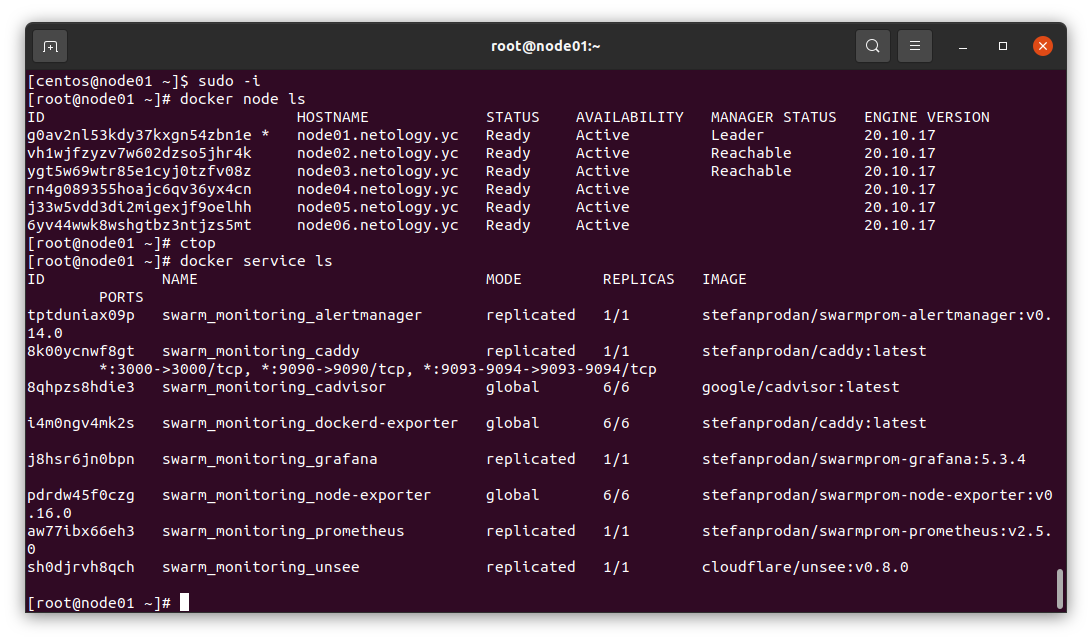 root@node01:~
[centos@node01 ~]$ sudo -i
[root@node01 ~]# docker node ls
ID                            HOSTNAME             STATUS    AVAILABILITY   MANAGER STATUS   ENGINE VERSION
g0av2nl53kdy37kxgn54zbn1e *   node01.netology.yc   Ready     Active         Leader           20.10.17
vh1wjfzyzv7w602dzso5jhr4k     node02.netology.yc   Ready     Active         Reachable        20.10.17
ygt5w69wtr85e1cyj0tzfv08z     node03.netology.yc   Ready     Active         Reachable        20.10.17
rn4g089355hoajc6qv36yx4cn     node04.netology.yc   Ready     Active                          20.10.17
j33w5vdd3di2migexjf9oelhh     node05.netology.yc   Ready     Active                          20.10.17
6yv44wwk8wshgtbz3ntjzs5mt     node06.netology.yc   Ready     Active                          20.10.17
[root@node01 ~]# ctop
[root@node01 ~]# docker service ls
ID             NAME                                MODE         REPLICAS   IMAGE
        PORTS
tptduniax09p   swarm_monitoring_alertmanager       replicated   1/1        stefanprodan/swarmprom-alertmanager:v0.
14.0
8k00ycnwf8gt   swarm_monitoring_caddy              replicated   1/1        stefanprodan/caddy:latest
        *:3000->3000/tcp, *:9090->9090/tcp, *:9093-9094->9093-9094/tcp
8qhpzs8hdie3   swarm_monitoring_cadvisor           global       6/6        google/cadvisor:latest
i4m0ngv4mk2s   swarm_monitoring_dockerd-exporter   global       6/6        stefanprodan/caddy:latest
j8hsr6jn0bpn   swarm_monitoring_grafana            replicated   1/1        stefanprodan/swarmprom-grafana:5.3.4
pdrdw45f0czg   swarm_monitoring_node-exporter      global       6/6        stefanprodan/swarmprom-node-exporter:v0
.16.0
aw77ibx66eh3   swarm_monitoring_prometheus         replicated   1/1        stefanprodan/swarmprom-prometheus:v2.5.
0
sh0djrvh8qch   swarm_monitoring_unsee              replicated   1/1        cloudflare/unsee:v0.8.0
[root@node01 ~]#